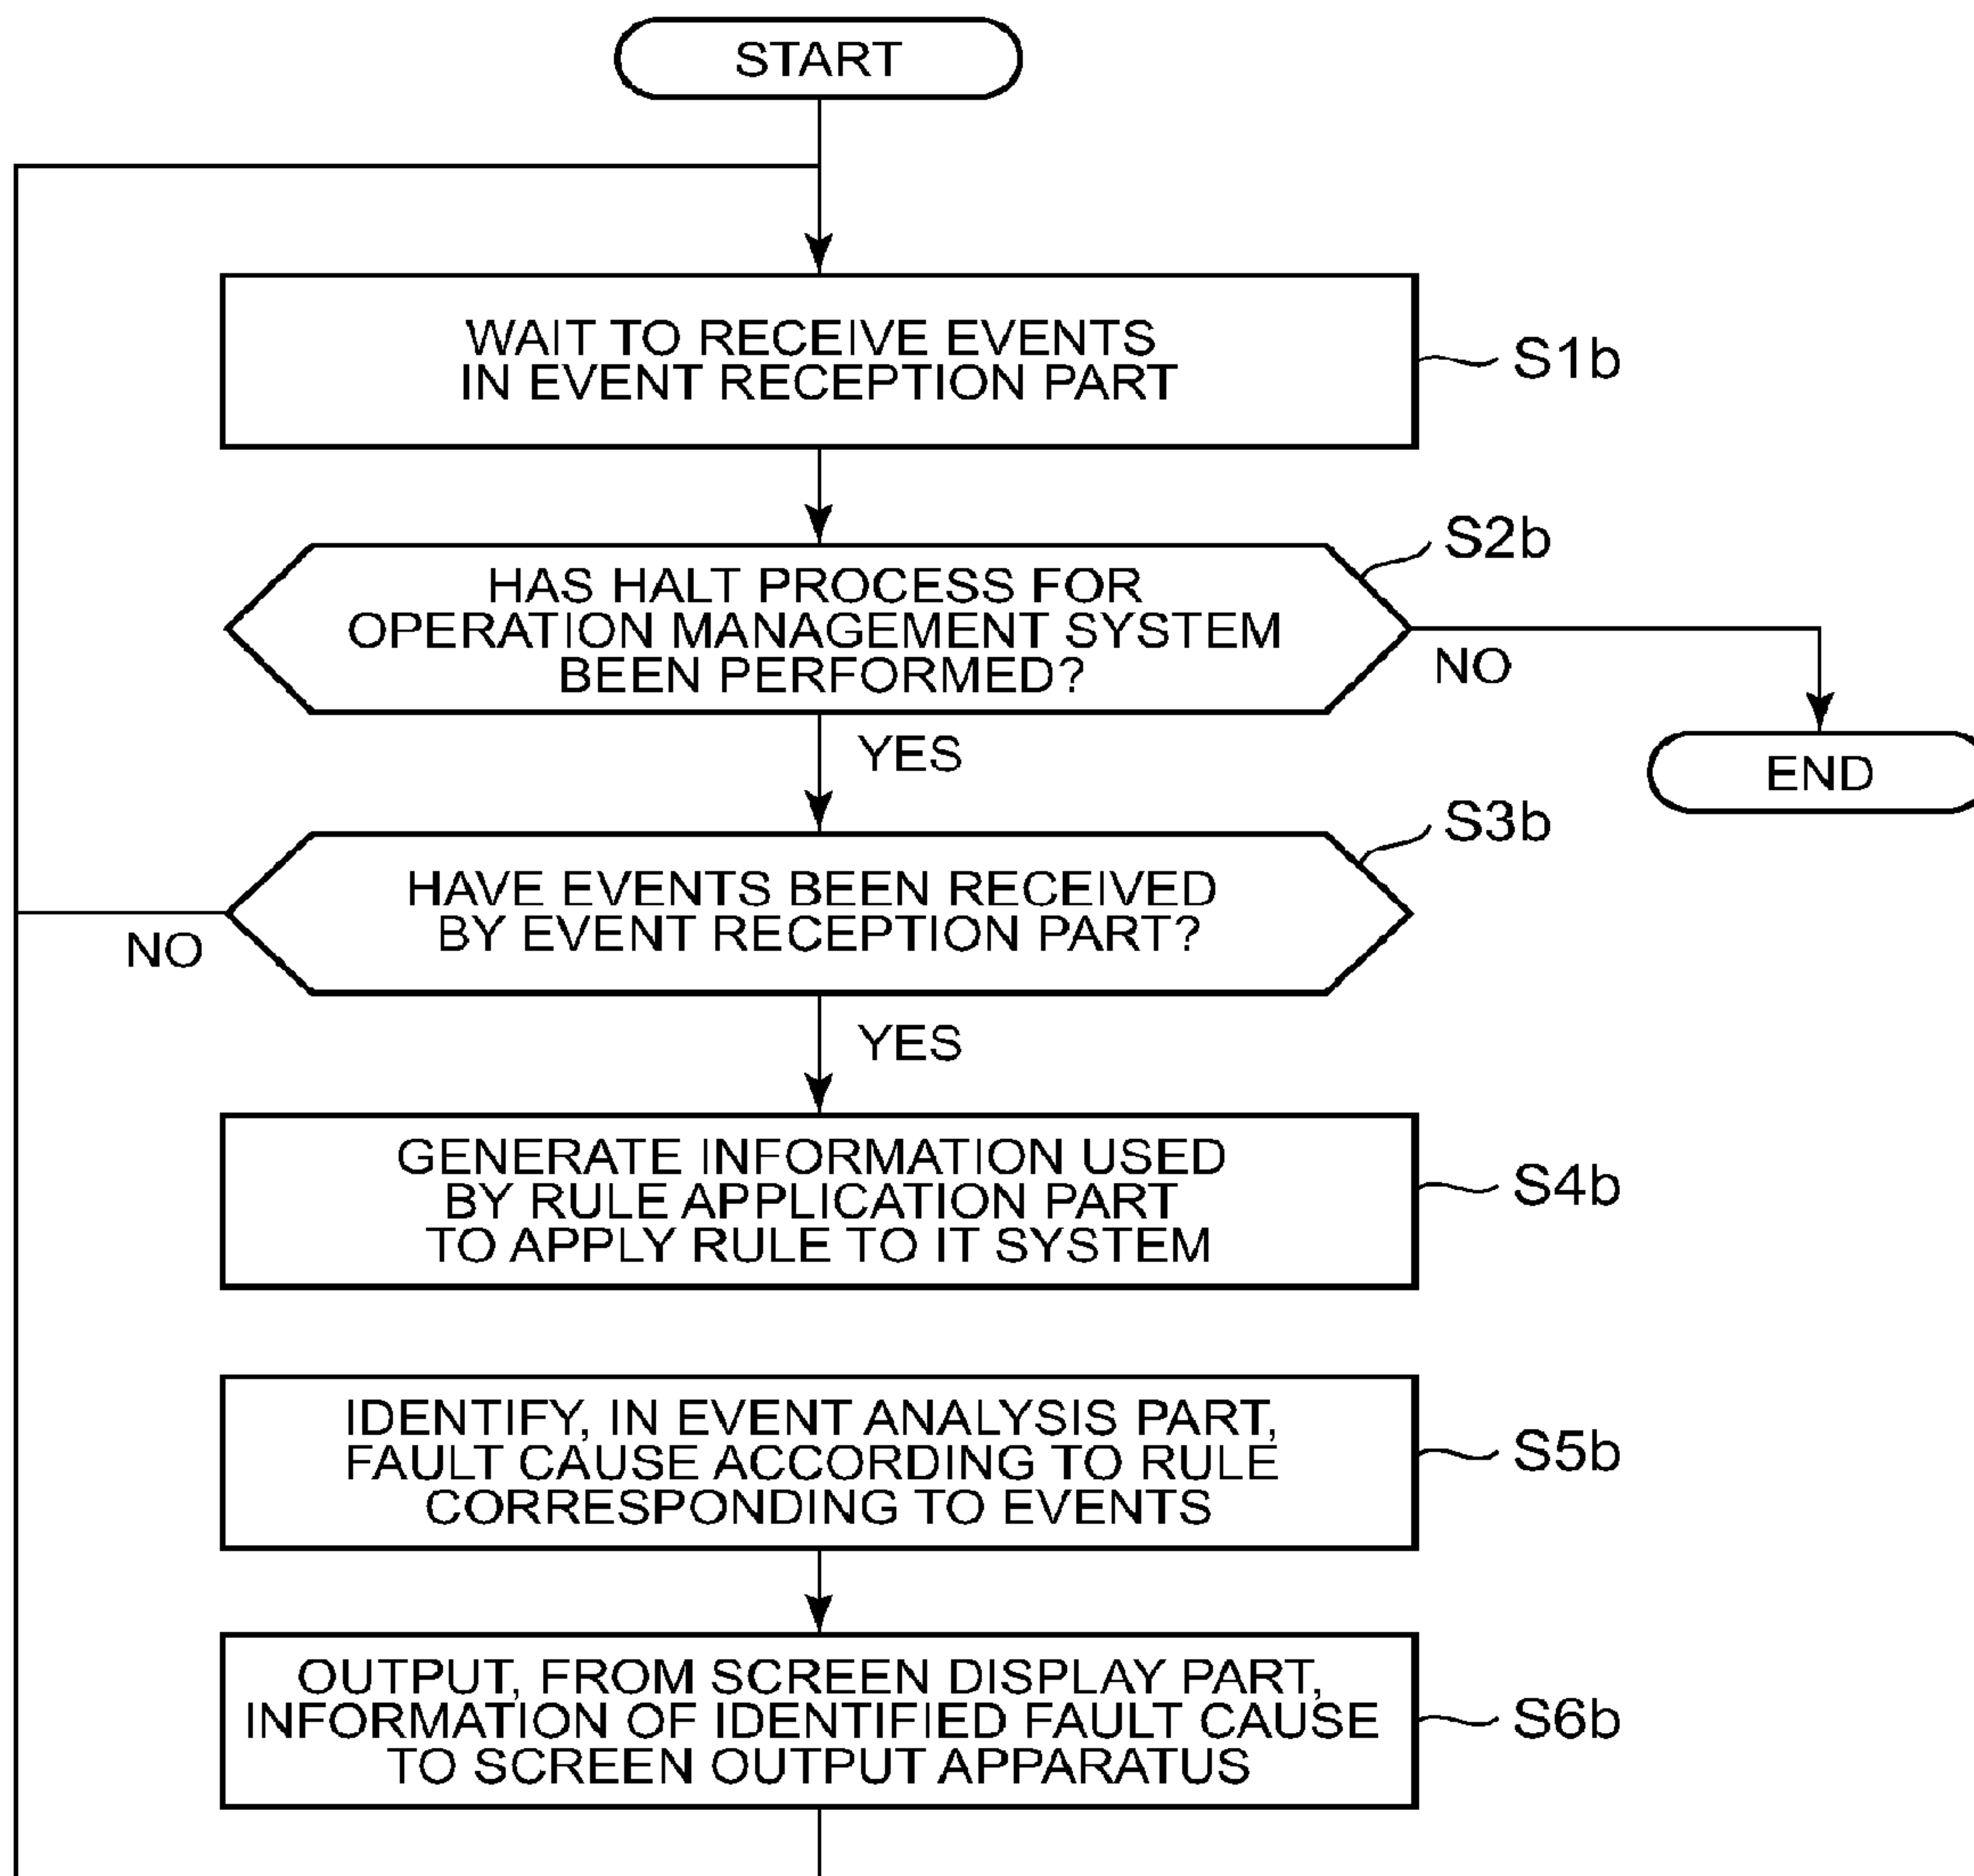 START
WAIT TO RECEIVE EVENTS
IN EVENT RECEPTION PART
S1b
S2b
HAS HALT PROCESS FOR
OPERATION MANAGEMENT SYSTEM
BEEN PERFORMED?
NO
YES
END
S3b
HAVE EVENTS BEEN RECEIVED
BY EVENT RECEPTION PART?
NO
YES
GENERATE INFORMATION USED
BY RULE APPLICATION PART
TO APPLY RULE TO IT SYSTEM
S4b
IDENTIFY, IN EVENT ANALYSIS PART,
FAULT CAUSE ACCORDING TO RULE
CORRESPONDING TO EVENTS
S5b
OUTPUT, FROM SCREEN DISPLAY PART,
INFORMATION OF IDENTIFIED FAULT CAUSE
TO SCREEN OUTPUT APPARATUS
S6b